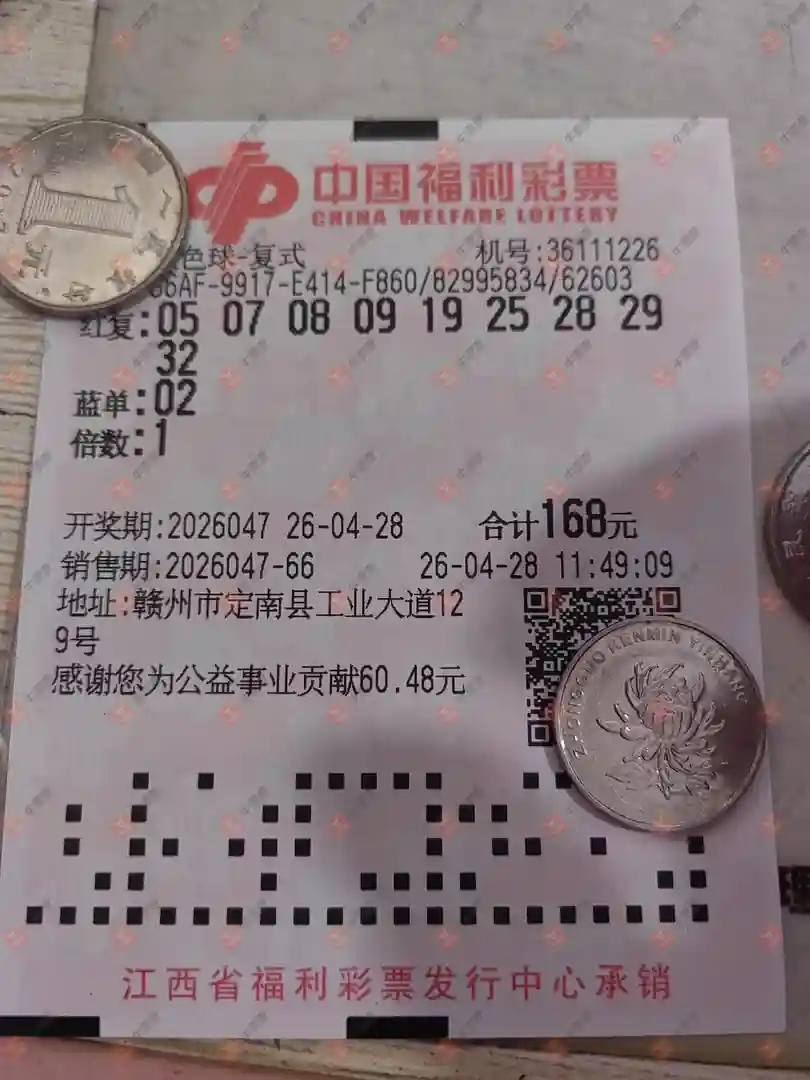 中国福利彩票
CHINA WELFARE LOTTERY
色球-复式 机号:36111226
6AF-9917-E414-F860/82995834/62603
红复:05 07 08 09 19 25 28 29
32
蓝单:02
倍数:1
开奖期:2026047 26-04-28 合计168元
销售期:2026047-66 26-04-28 11:49:09
地址:赣州市定南县工业大道12
9号
感谢您为公益事业贡献60.48元
江西省福利彩票发行中心承销
1
元
ZHONGGUO RENMIN YINHANG